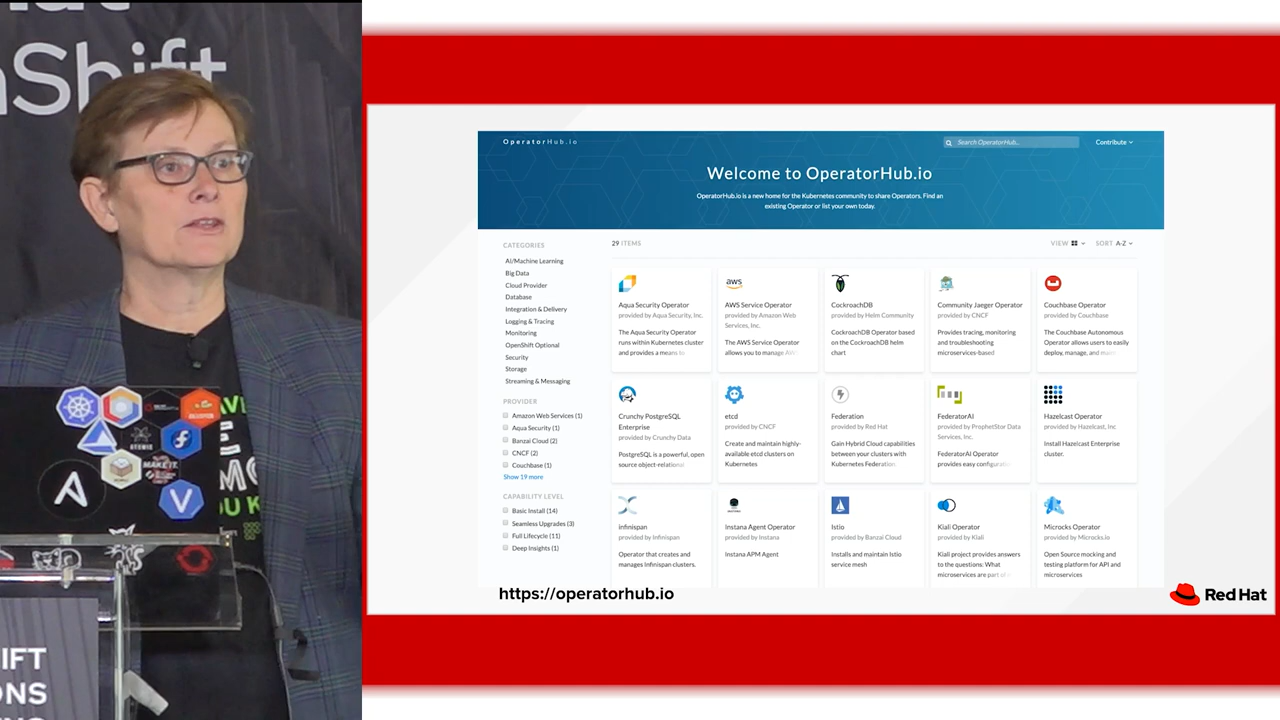 Shift
OperatorHub.io
Search OperatorHub...
Contribute
Welcome to OperatorHub.io
OperatorHub.io is a new home for the Kubernetes community to share Operators. Find an
existing Operator or list your own today.
CATEGORIES
AI/Machine Learning
Big Data
Cloud Provider
Database
Integration & Delivery
Logging & Tracing
Monitoring
OpenShift Optional
Security
Storage
Streaming & Messaging
PROVIDER
Amazon Web Services (1)
Aqua Security (1)
Banzai Cloud (2)
CNCF (2)
Couchbase (1)
Show 19 more
CAPABILITY LEVEL
Basic Install (14)
Seamless Upgrades (3)
Full Lifecycle (11)
Deep Insights (1)
29 ITEMS
VIEW
SORT A-Z
Aqua Security Operator
provided by Aqua Security, Inc.
The Aqua Security Operator
runs within Kubernetes cluster
and provides a means to
aws
AWS Service Operator
provided by Amazon Web
Services, Inc.
The AWS Service Operator
allows you to manage AWS
CockroachDB
provided by Helm Community
CockroachDB Operator based
on the CockroachDB helm
chart
Community Jaeger Operator
provided by CNCF
Provides tracing, monitoring
and troubleshooting
microservices-based
Couchbase Operator
provided by Couchbase
The Couchbase Autonomous
Operator allows users to easily
deploy, manage, and
Crunchy PostgreSQL
Enterprise
provided by Crunchy Data
PostgreSQL is a powerful, open
source object-relational
etcd
provided by CNCF
Create and maintain highly-
available etcd clusters on
Kubernetes
Federation
provided by Red Hat
Gain Hybrid Cloud capabilities
between your clusters with
Kubernetes Federation
FederatorAI
provided by ProphetStor Data
Services, Inc.
FederatorAI Operator
provides easy
Hazelcast Operator
provided by Hazelcast, Inc
Install Hazelcast Enterprise
cluster.
infinispan
provided by Infinispan
Operator that creates and
manages Infinispan clusters.
Instana Agent Operator
provided by Instana
Instana APM Agent
Istio
provided by Banzai Cloud
Installs and maintain Istio
service mesh
Kiali Operator
provided by Kiali
Kiali project provides answers
to the questions: What
microservices are part of
Microcks Operator
provided by Microcks.io
Open Source mocking and
testing platform for API and
microservices
https://operatorhub.io
Red Hat
MAKE IT.
IFT
ONS